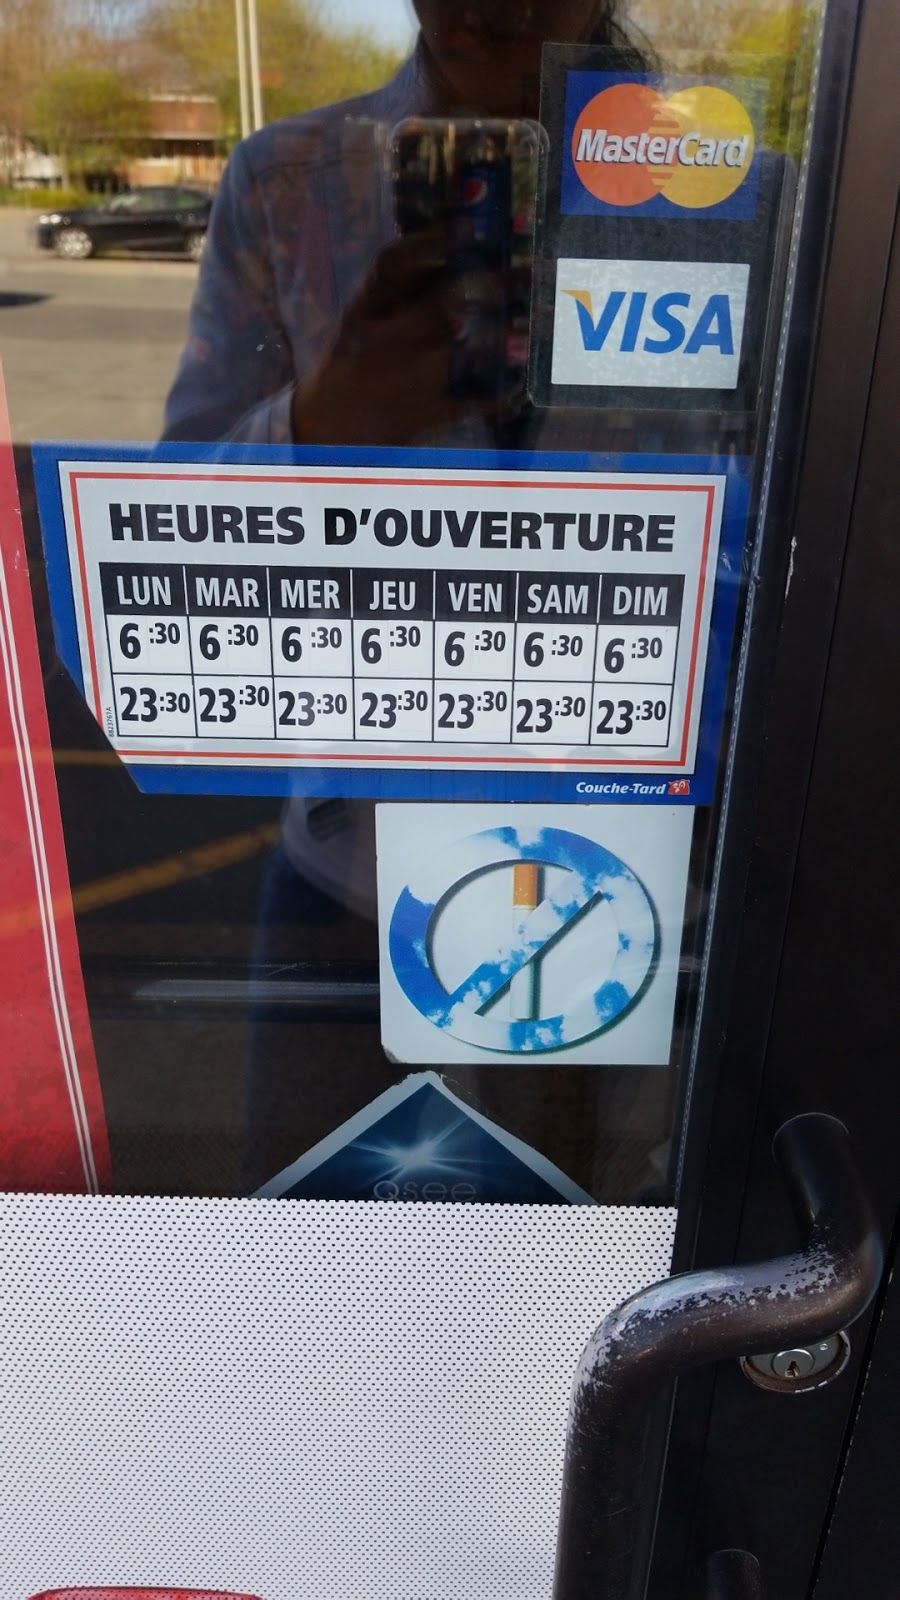 MasterCard
VISA
HEURES D'OUVERTURE
LUN MAR MER JEU VEN SAM DIM
6:30 6:30 6:30 6:30 6:30 6:30 6:30
23:30 23:30 23:30 23:30 23:30 23:30 23:30
Couche-Tard
Qsee